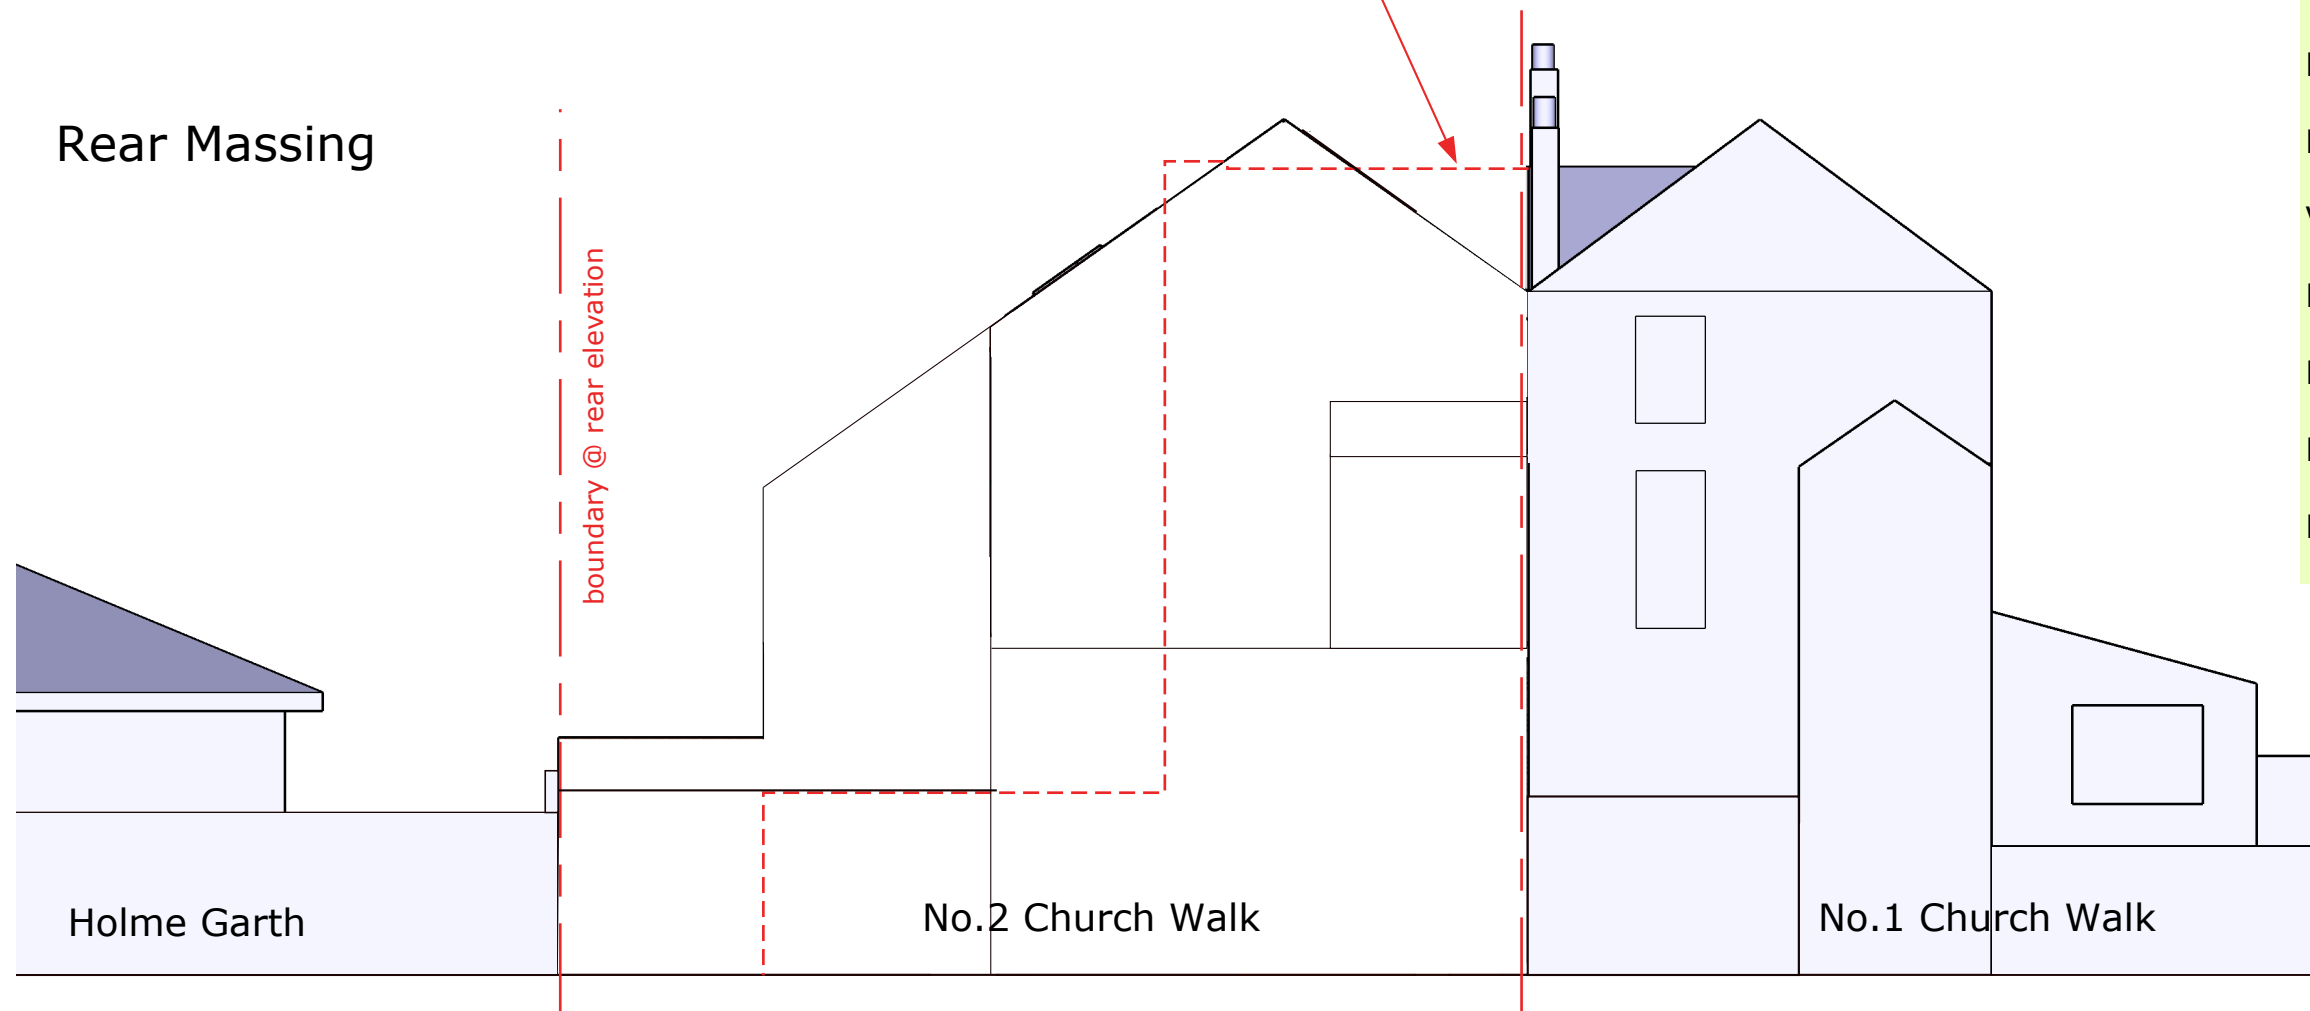 Rear Massing
boundary @ rear elevation
Holme Garth
No.2 Church Walk
No.1 Church Walk